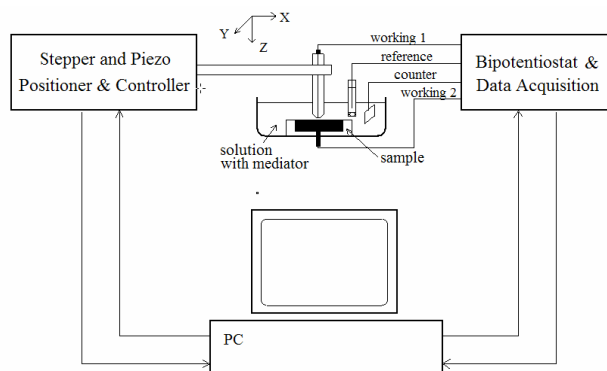 X
Y
Z
Stepper and Piezo
Positioner & Controller
working 1
reference
counter
working 2
Bipotentiostat &
Data Acquisition
solution
with mediator
sample
PC